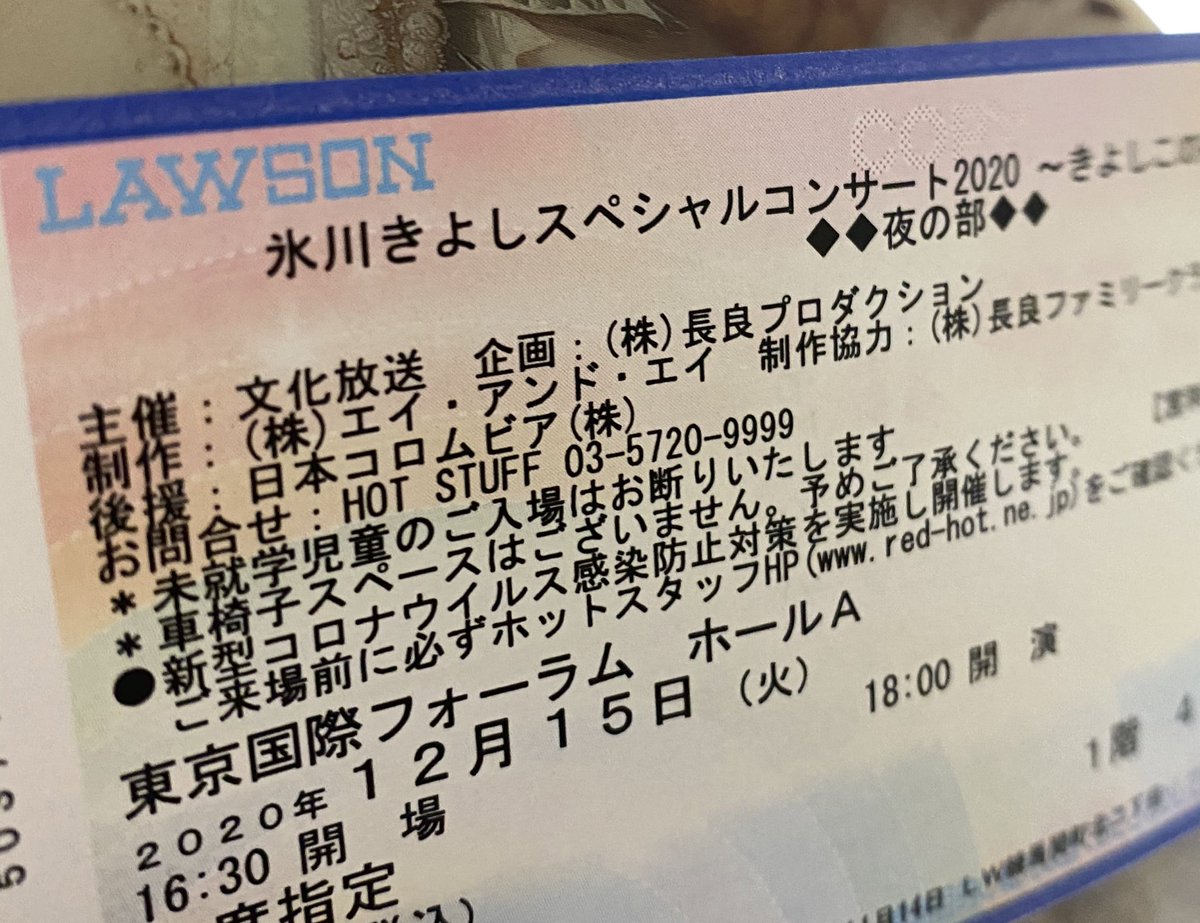 LAWSON
COPY
氷川きよしスペシャルコンサート2020 ～きよしこの
◆◆夜の部◆◆
主催：文化放送　企画：(株)長良プロダクション
制作：(株)エイ・アンド・エイ　制作協力：(株)長良ファミリー
後援：日本コロムビア(株)
お問合せ：HOT STUFF 03-5720-9999
＊未就学児童のご入場はお断りいたします
＊車椅子スペースはございません。予めご了承ください。
●新型コロナウイルス感染防止対策を実施し開催します。
ご来場前に必ずホットスタッフHP(www.red-hot.ne.jp)をご確認く
東京国際フォーラム　ホールＡ
２０２０年１２月１５日（火）　18:00 開　演
16:30 開　場
1階
席指定